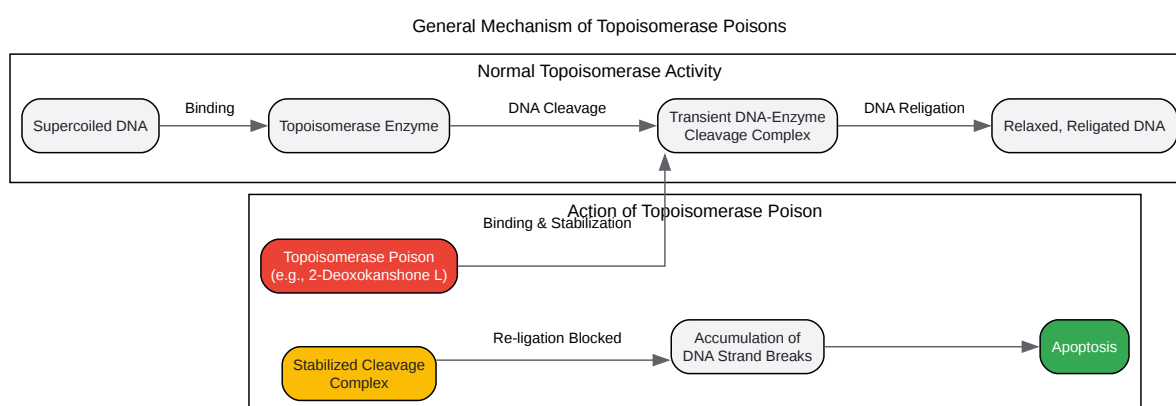 General Mechanism of Topoisomerase Poisons
Normal Topoisomerase Activity
Supercoiled DNA
Binding
Topoisomerase Enzyme
DNA Cleavage
Transient DNA-Enzyme
Cleavage Complex
DNA Religation
Relaxed, Religated DNA
Action of Topoisomerase Poison
Binding & Stabilization
Topoisomerase Poison
(e.g., 2-Deoxokanshone L)
Stabilized Cleavage
Complex
Re-ligation Blocked
Accumulation of
DNA Strand Breaks
Apoptosis